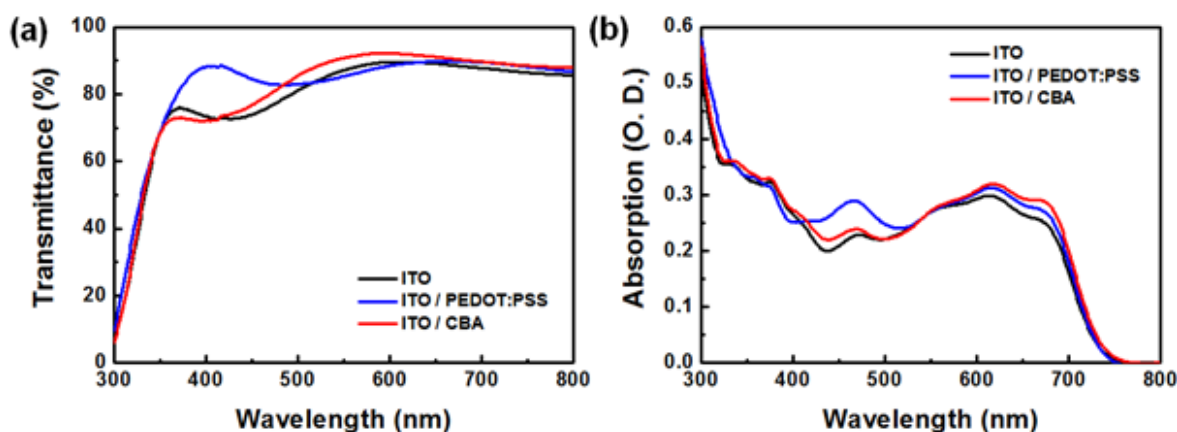 (a)
100
80
60
40
20
0
Transmittance (%)
ITO
ITO / PEDOT:PSS
ITO / CBA
300 400 500 600 700 800
Wavelength (nm)
(b)
0.6
0.5
0.4
0.3
0.2
0.1
0.0
Absorption (O. D.)
ITO
ITO / PEDOT:PSS
ITO / CBA
300 400 500 600 700 800
Wavelength (nm)